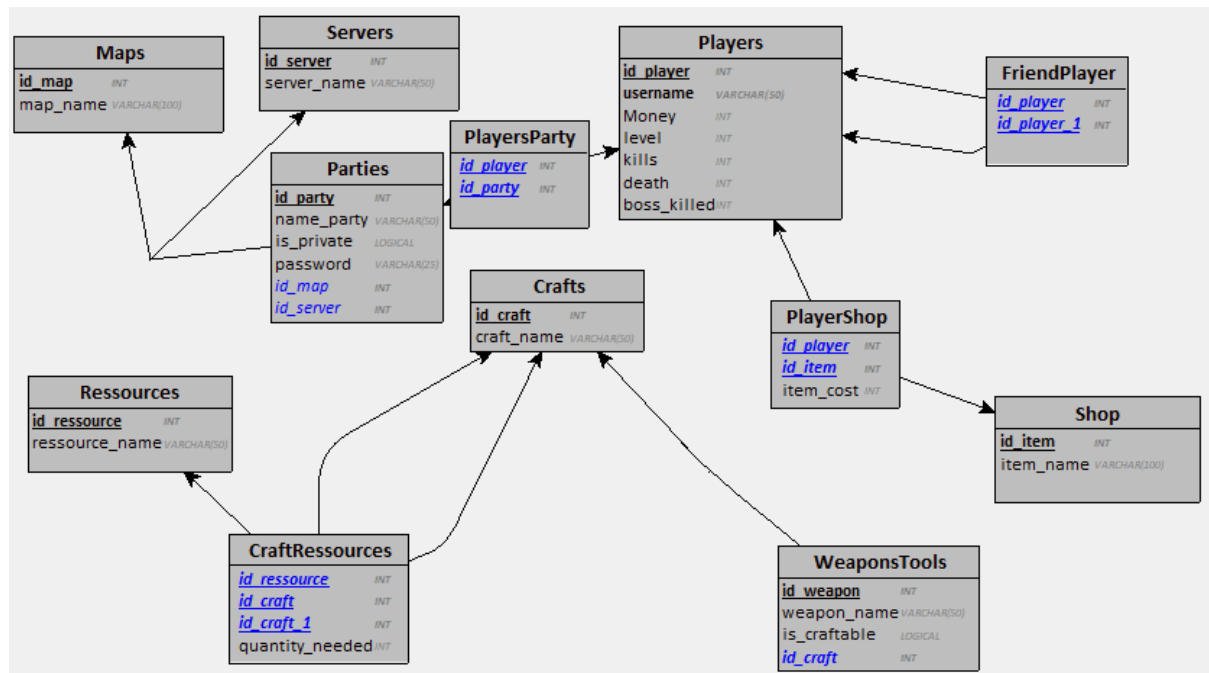 Maps
id_map INT
map_name VARCHAR(100)
Servers
id_server INT
server_name VARCHAR(50)
Players
id_player INT
username VARCHAR(50)
Money INT
level INT
kills INT
death INT
boss_killed INT
FriendPlayer
id_player INT
id_player_1 INT
PlayersParty
id_player INT
id_party INT
Parties
id_party INT
name_party VARCHAR(50)
is_private LOGICAL
password VARCHAR(25)
id_map INT
id_server INT
Crafts
id_craft INT
craft_name VARCHAR(50)
PlayerShop
id_player INT
id_item INT
item_cost INT
Ressources
id_ressource INT
ressource_name VARCHAR(50)
Shop
id_item INT
item_name VARCHAR(100)
CraftRessources
id_ressource INT
id_craft INT
id_craft_1 INT
quantity_needed INT
WeaponsTools
id_weapon INT
weapon_name VARCHAR(50)
is_craftable LOGICAL
id_craft INT